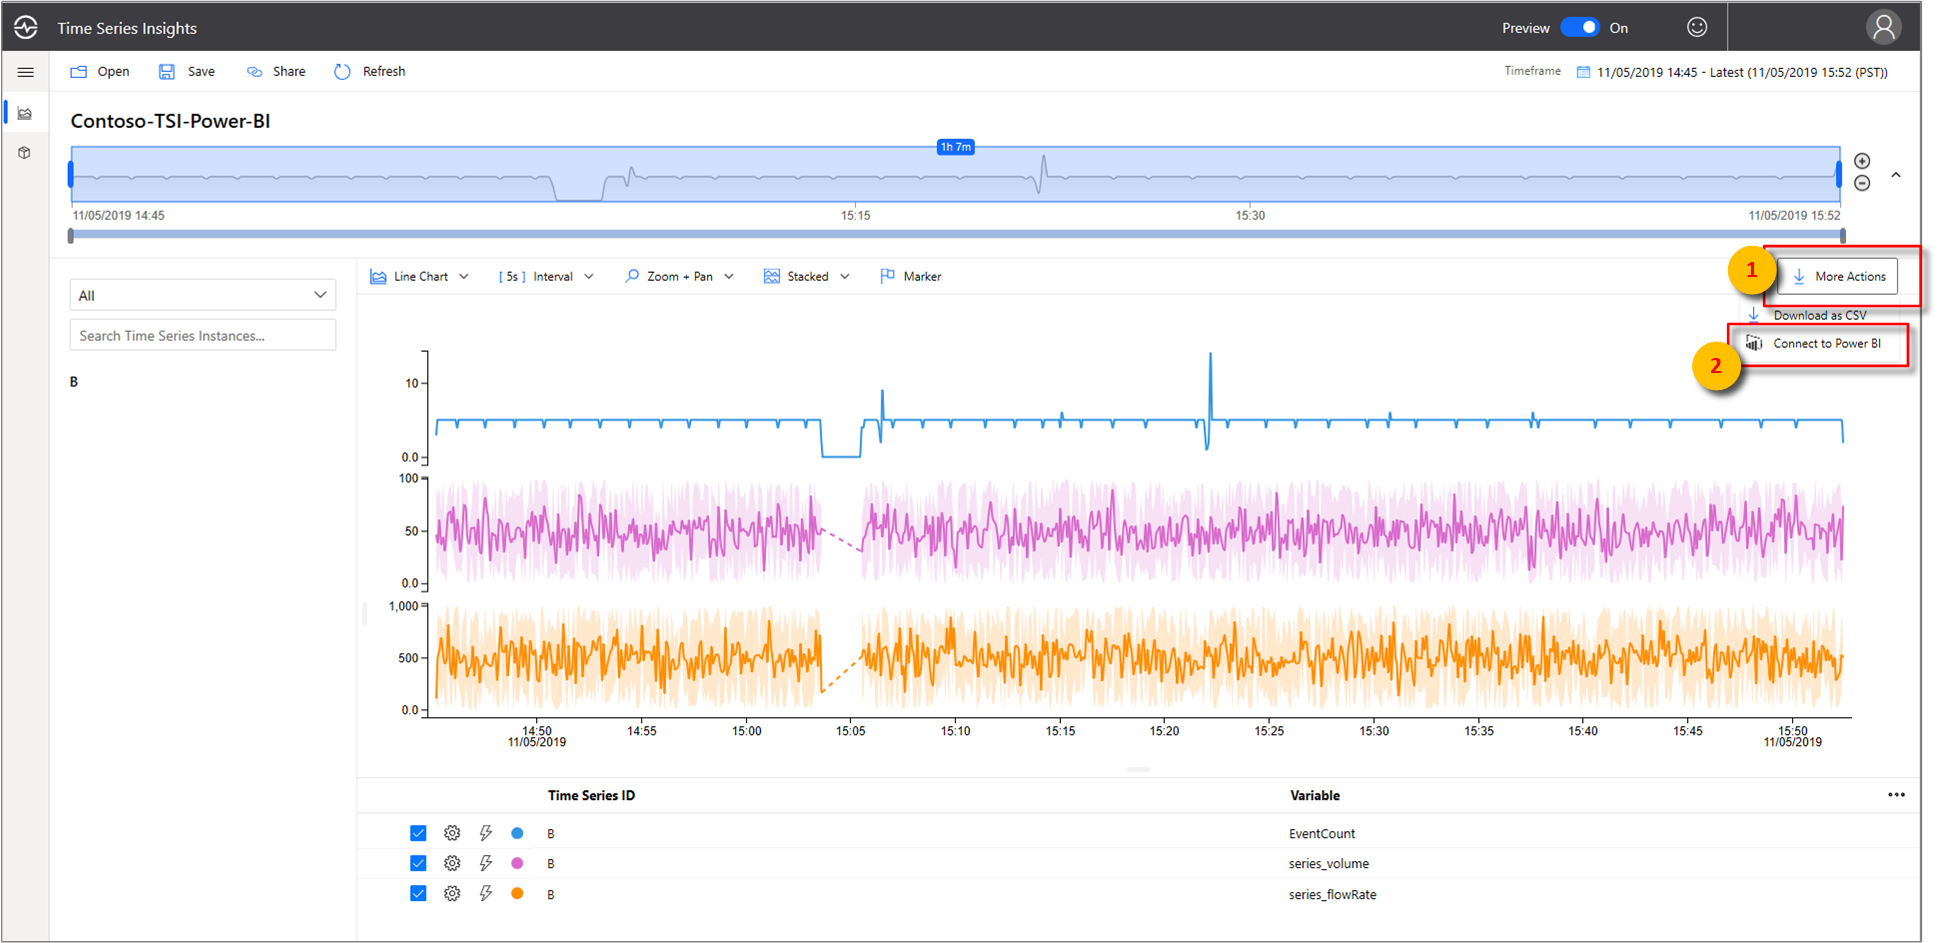 Time Series Insights
Preview On
Open Save Share Refresh
Timeframe 11/05/2019 14:45 - Latest (11/05/2019 15:52 (PST))
Contoso-TSI-Power-BI
1h 7m
11/05/2019 14:45 15:15 15:30 11/05/2019 15:52
All
Search Time Series Instances...
B
Line Chart [ 5s ] Interval Zoom + Pan Stacked Marker
1 More Actions
Download as CSV
Connect to Power BI
2
10
0.0
100
50
0.0
1,000
500
0.0
14:50 14:55 15:00 15:05 15:10 15:15 15:20 15:25 15:30 15:35 15:40 15:45 15:50
11/05/2019 11/05/2019
Time Series ID Variable
B EventCount
B series_volume
B series_flowRate